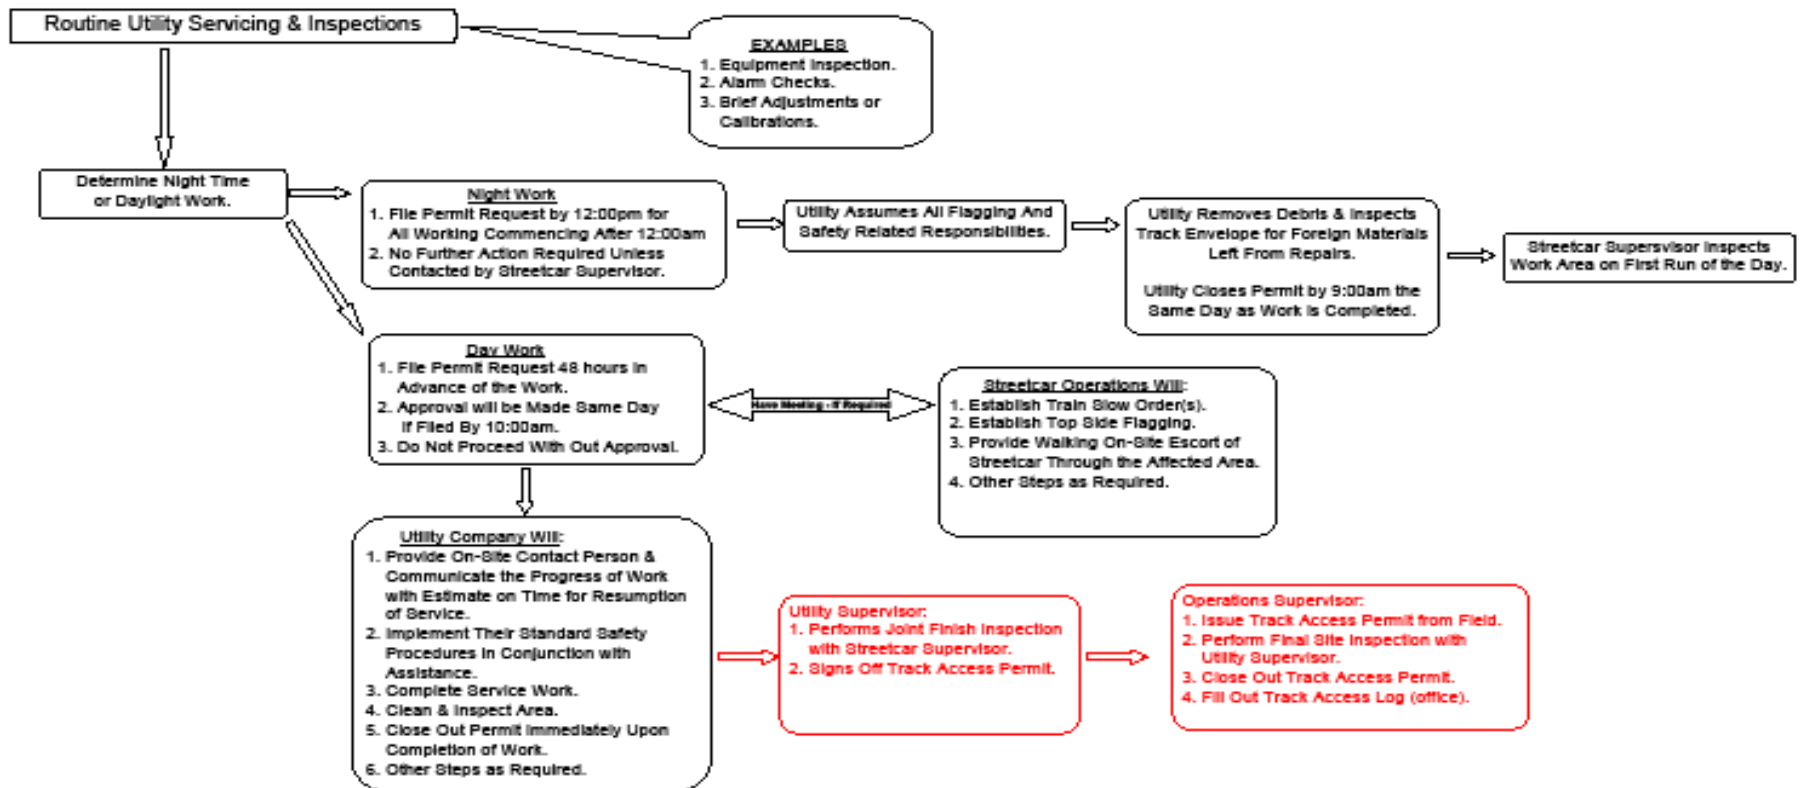 Routine Utility Servicing & Inspections
EXAMPLES
1. Equipment Inspection.
2. Alarm Checks.
3. Brief Adjustments or
Calibrations.
Determine Night Time
or Daylight Work.
Night Work
1. File Permit Request by 12:00pm for
All Working Commencing After 12:00am
2. No Further Action Required Unless
Contacted by Streetcar Supervisor.
Utility Assumes All Flagging And
Safety Related Responsibilities.
Utility Removes Debris & Inspects
Track Envelope for Foreign Materials
Left From Repairs.
Utility Closes Permit by 9:00am the
Same Day as Work is Completed.
Streetcar Supersvisor Inspects
Work Area on First Run of the Day.
Day Work
1. File Permit Request 48 hours in
Advance of the Work.
2. Approval will be Made Same Day
if Filed By 10:00am.
3. Do Not Proceed With Out Approval.
Have Meeting - If Required
Streetcar Operations Will:
1. Establish Train Slow Order(s).
2. Establish Top Side Flagging.
3. Provide Walking On-Site Escort of
Streetcar Through the Affected Area.
4. Other Steps as Required.
Utility Company Will:
1. Provide On-Site Contact Person &
Communicate the Progress of Work
with Estimate on Time for Resumption
of Service.
2. Implement Their Standard Safety
Procedures in Conjunction with
Assistance.
3. Complete Service Work.
4. Clean & Inspect Area.
5. Close Out Permit Immediately Upon
Completion of Work.
6. Other Steps as Required.
Utility Supervisor:
1. Performs Joint Finish Inspection
with Streetcar Supervisor.
2. Signs Off Track Access Permit.
Operations Supervisor:
1. Issue Track Access Permit from Field.
2. Perform Final Site Inspection with
Utility Supervisor.
3. Close Out Track Access Permit.
4. Fill Out Track Access Log (office).